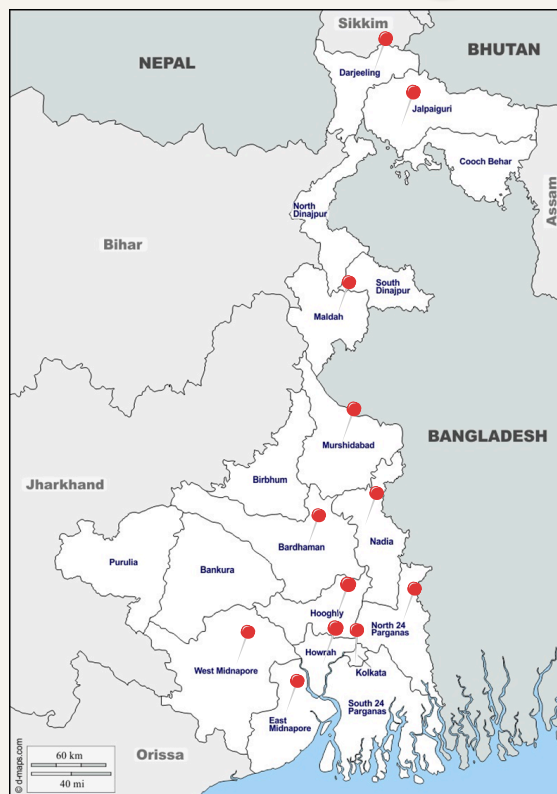 Sikkim
BHUTAN
NEPAL
Darjeeling
Jalpaiguri
Cooch Behar
Assam
North
Dinajpur
Bihar
South
Dinajpur
Maldah
Murshidabad
BANGLADESH
Birbhum
Jharkhand
Nadia
Bardhaman
Purulia
Bankura
Hooghly
North 24
Parganas
Howrah
Kolkata
West Midnapore
South 24
Parganas
East
Midnapore
Orissa
60 km
40 mi
© d-maps.com